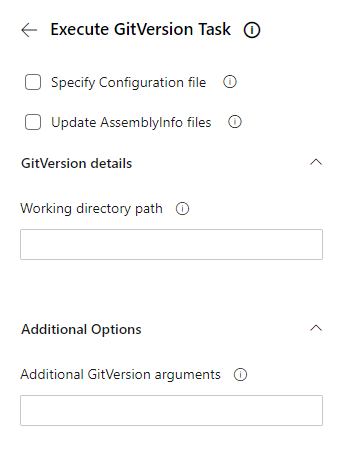 Execute GitVersion Task
Specify Configuration file
Update AssemblyInfo files
GitVersion details
Working directory path
Additional Options
Additional GitVersion arguments